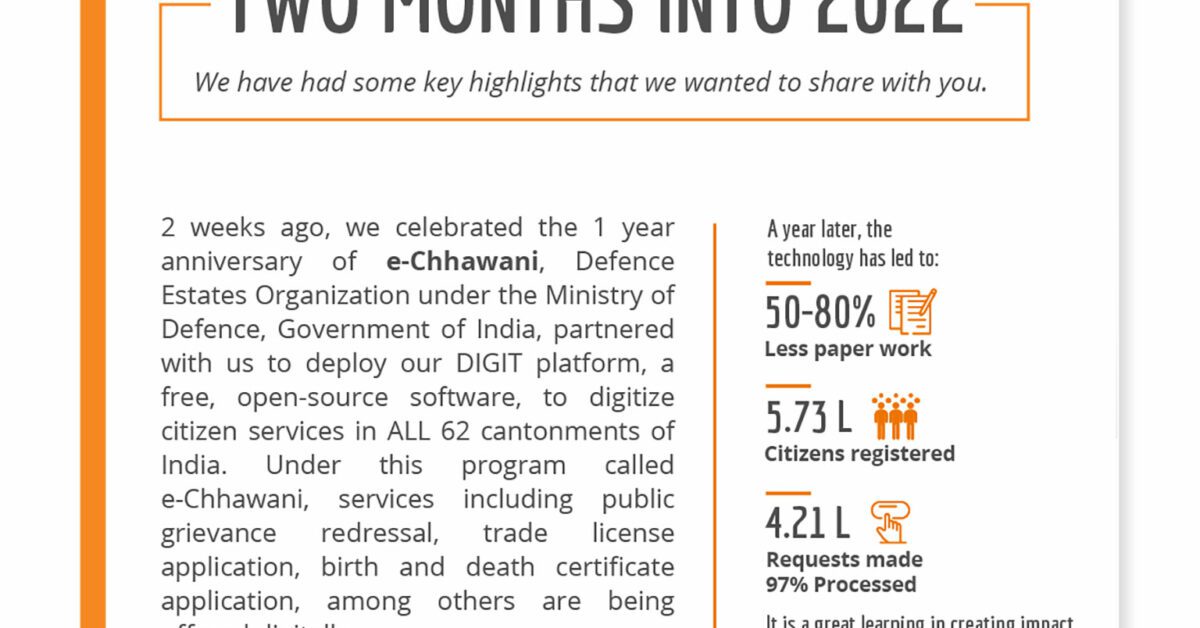 TWO MONTHS INTO 2022
We have had some key highlights that we wanted to share with you.
2 weeks ago, we celebrated the 1 year
anniversary of e-Chhawani, Defence
Estates Organization under the Ministry of
Defence, Government of India, partnered
with us to deploy our DIGIT platform, a
free, open-source software, to digitize
citizen services in ALL 62 cantonments of
India. Under this program called
e-Chhawani, services including public
grievance redressal, trade license
application, birth and death certificate
application, among others are being
A year later, the
technology has led to:
50-80%
Less paper work
5.73 L
Citizens registered
4.21 L
Requests made
97% Processed
It is a great learning in creating impact